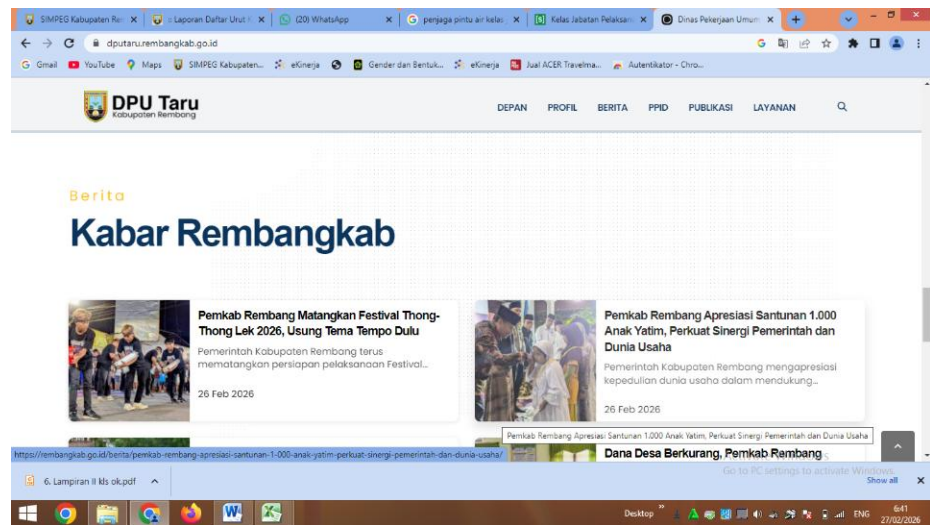 SIMPEG Kabupaten Rem
:: Laporan Daftar Urut K
(20) WhatsApp
penjaga pintu air kelas
Kelas Jabatan Pelaksana
Dinas Pekerjaan Umum
dputaru.rembangkab.go.id
Gmail
YouTube
Maps
SIMPEG Kabupaten...
eKinerja
Gender dan Bentuk...
eKinerja
Jual ACER Travelma...
Autentikator - Chro...
DPU Taru
Kabupaten Rembang
DEPAN PROFIL BERITA PPID PUBLIKASI LAYANAN
Berita
Kabar Rembangkab
Pemkab Rembang Matangkan Festival Thong-
Thong Lek 2026, Usung Tema Tempo Dulu
Pemerintah Kabupaten Rembang terus
mematangkan persiapan pelaksanaan Festival...
26 Feb 2026
Pemkab Rembang Apresiasi Santunan 1.000
Anak Yatim, Perkuat Sinergi Pemerintah dan
Dunia Usaha
Pemerintah Kabupaten Rembang mengapresiasi
kepedulian dunia usaha dalam mendukung...
26 Feb 2026
Pemkab Rembang Apresiasi Santunan 1.000 Anak Yatim, Perkuat Sinergi Pemerintah dan Dunia Usaha
Dana Desa Berkurang, Pemkab Rembang
https://rembangkab.go.id/berita/pemkab-rembang-apresiasi-santunan-1-000-anak-yatim-perkuat-sinergi-pemerintah-dan-dunia-usaha/
Go to PC settings to activate Windows.
6. Lampiran II kls ok.pdf
Show all
Desktop
ENG
6:41
27/02/2026